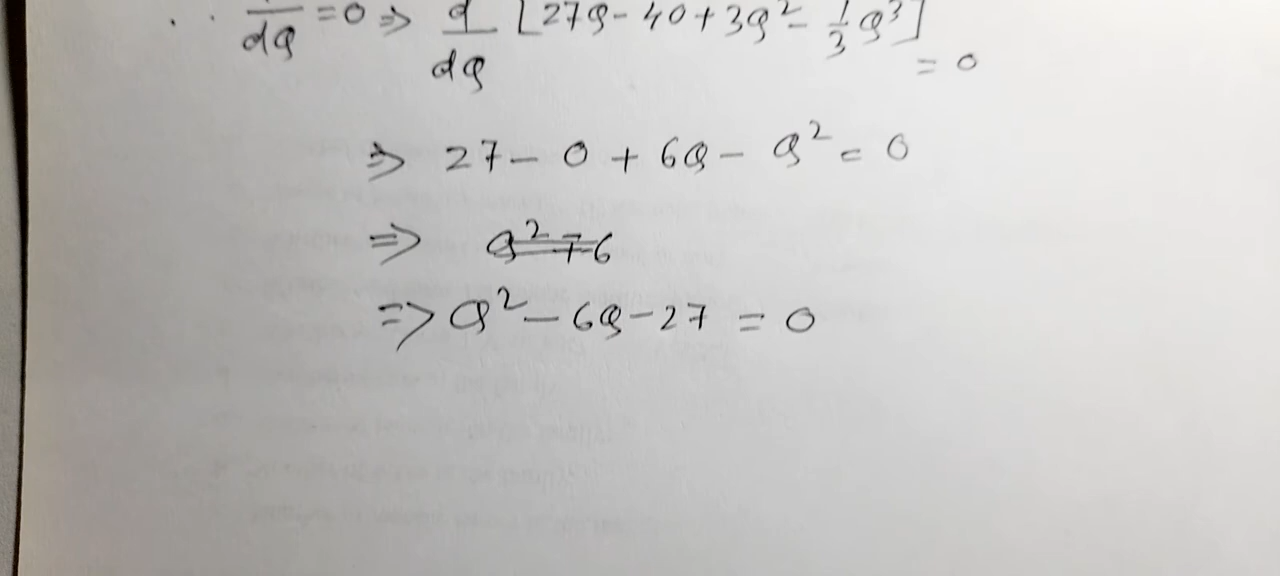 ∴ d/dQ = 0 ⇒ d/dQ [27Q - 40 + 3Q² - 1/3 Q³] = 0
⇒ 27 - 0 + 6Q - Q² = 0
⇒ Q² + 6
⇒ Q² - 6Q - 27 = 0